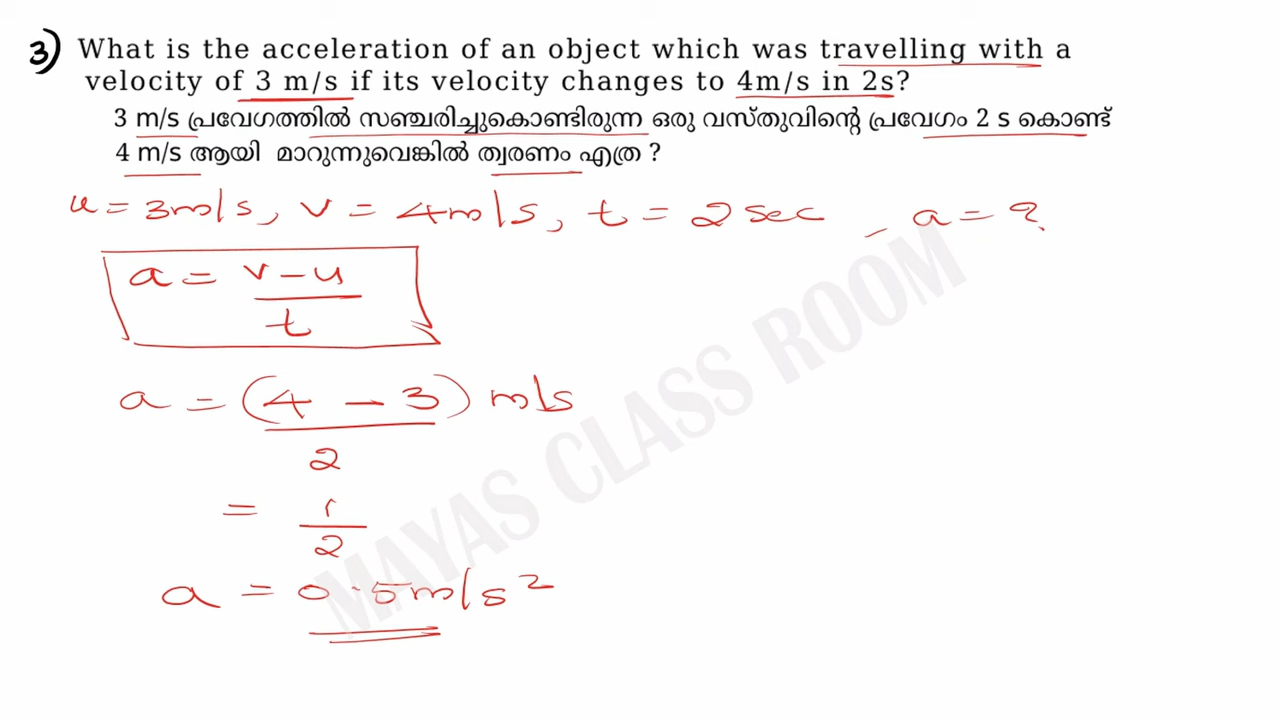 3) What is the acceleration of an object which was travelling with a
velocity of 3 m/s if its velocity changes to 4m/s in 2s?
3 m/s പ്രവേഗത്തിൽ സഞ്ചരിച്ചുകൊണ്ടിരുന്ന ഒരു വസ്തുവിന്റെ പ്രവേഗം 2 s കൊണ്ട്
4 m/s ആയി മാറുന്നുവെങ്കിൽ ത്വരണം എത്ര ?
u = 3m/s, v = 4m/s, t = 2 sec , a = ?
a = v - u
t
a = (4 - 3) m/s
2
= 1
2
a = 0.5m/s²
MAYAS CLASS ROOM